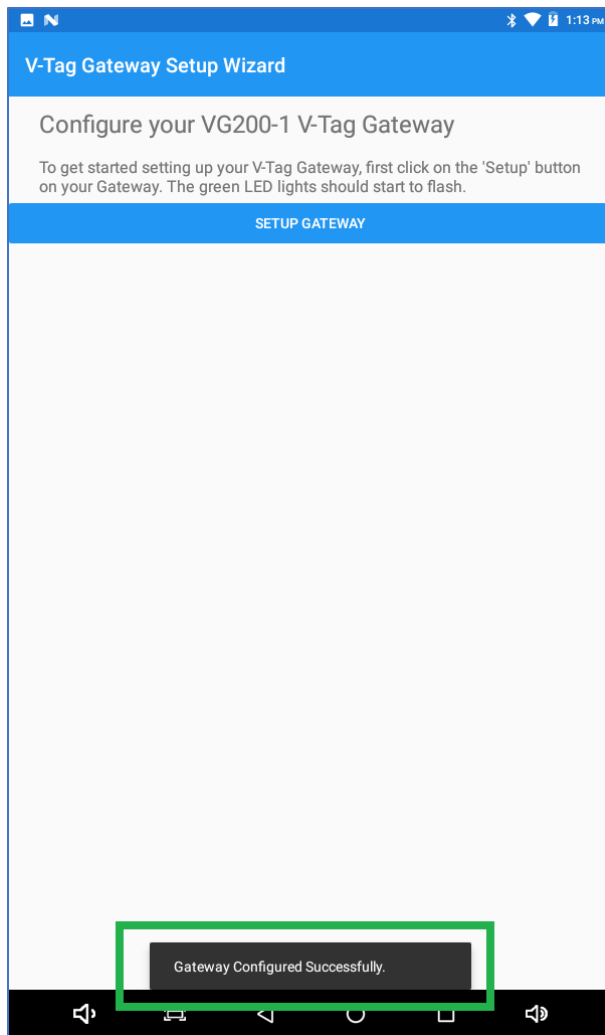 1:13 PM
V-Tag Gateway Setup Wizard
Configure your VG200-1 V-Tag Gateway
To get started setting up your V-Tag Gateway, first click on the 'Setup' button
on your Gateway. The green LED lights should start to flash.
SETUP GATEWAY
Gateway Configured Successfully.